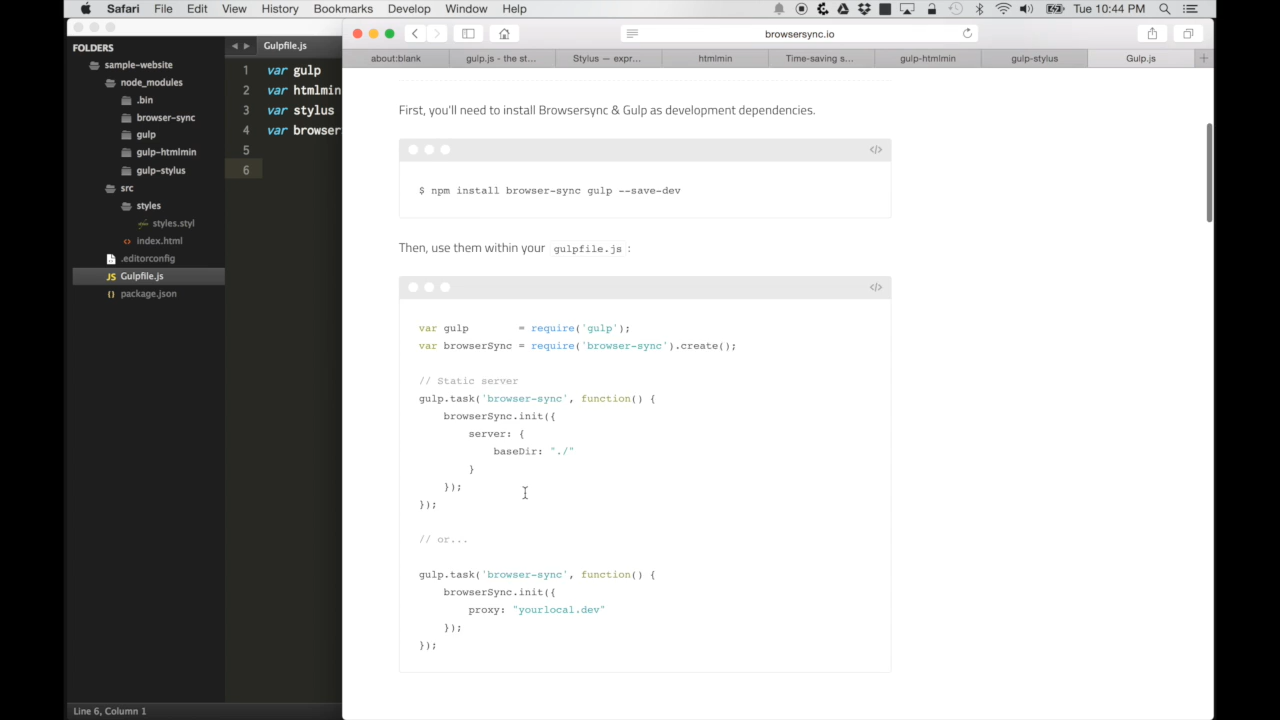 Safari File Edit View History Bookmarks Develop Window Help Tue 10:44 PM
FOLDERS
sample-website
node_modules
.bin
browser-sync
gulp
gulp-htmlmin
gulp-stylus
src
styles
styles.styl
index.html
.editorconfig
JS Gulpfile.js
{} package.json
Gulpfile.js
1 var gulp
2 var htmlmin
3 var stylus
4 var browser
5
6
Line 6, Column 1
browsersync.io
about:blank gulp.js - the st... Stylus — expr... htmlmin Time-saving s... gulp-htmlmin gulp-stylus Gulp.js +
First, you'll need to install Browsersync & Gulp as development dependencies.
</>
$ npm install browser-sync gulp --save-dev
Then, use them within your gulpfile.js :
</>
var gulp = require('gulp');
var browserSync = require('browser-sync').create();
// Static server
gulp.task('browser-sync', function() {
browserSync.init({
server: {
baseDir: "./"
}
});
});
// or...
gulp.task('browser-sync', function() {
browserSync.init({
proxy: "yourlocal.dev"
});
});